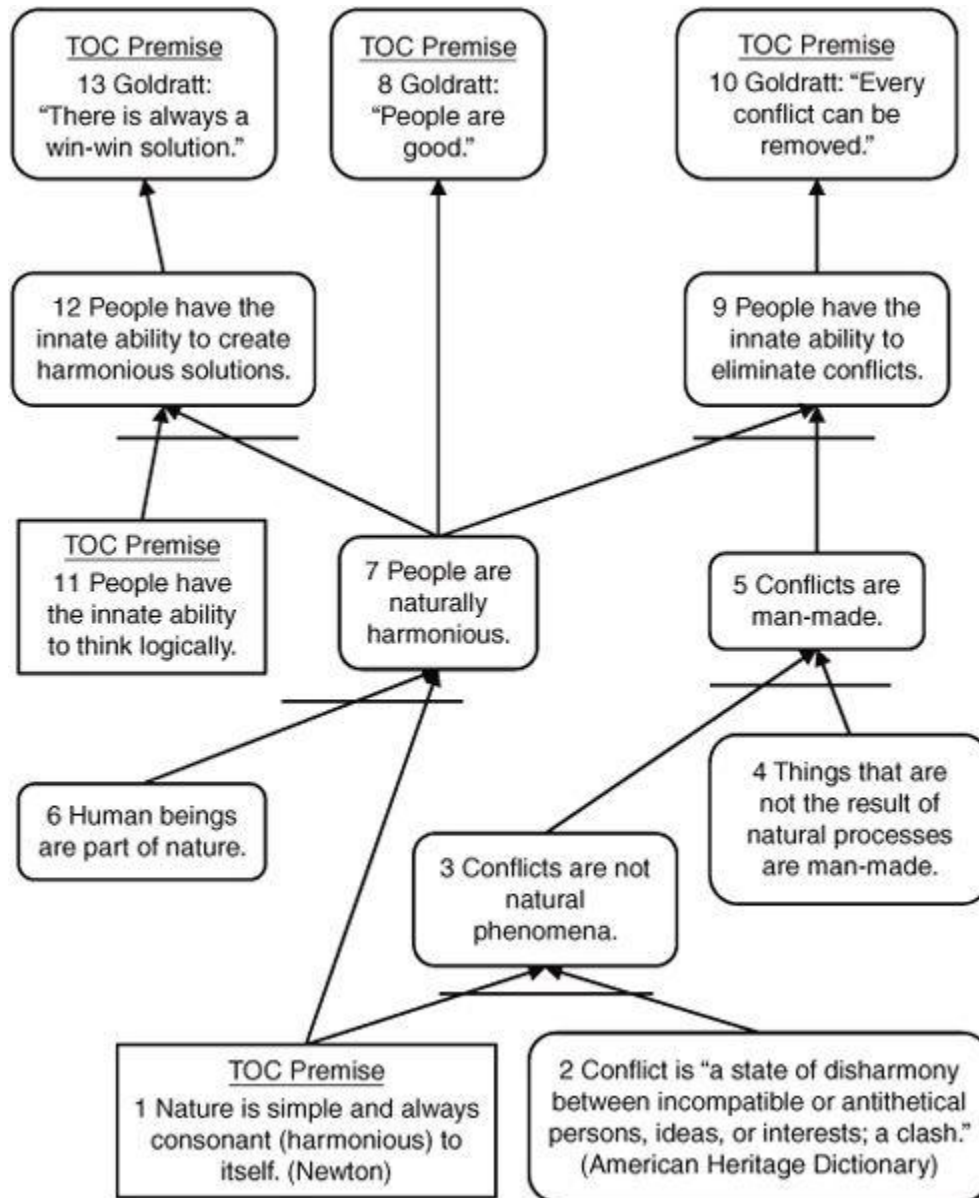 TOC Premise
13 Goldratt:
“There is always a
win-win solution.”
TOC Premise
8 Goldratt:
“People are
good.”
TOC Premise
10 Goldratt: “Every
conflict can be
removed.”
12 People have the
innate ability to create
harmonious solutions.
9 People have the
innate ability to
eliminate conflicts.
TOC Premise
11 People have
the innate ability
to think logically.
7 People are
naturally
harmonious.
5 Conflicts are
man-made.
6 Human beings
are part of nature.
4 Things that are
not the result of
natural processes
are man-made.
3 Conflicts are not
natural
phenomena.
TOC Premise
1 Nature is simple and always
consonant (harmonious) to
itself. (Newton)
2 Conflict is “a state of disharmony
between incompatible or antithetical
persons, ideas, or interests; a clash.”
(American Heritage Dictionary)